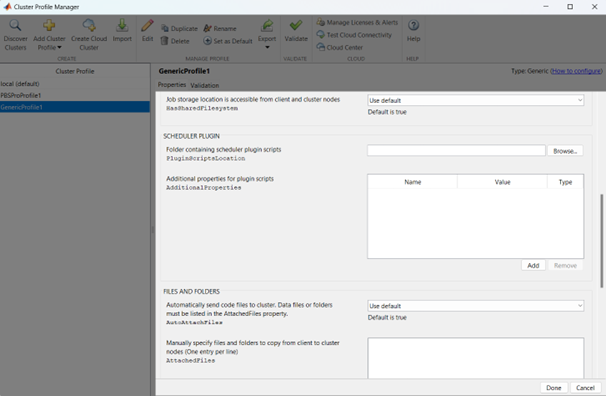 Cluster Profile Manager
Discover Clusters
Add Cluster Profile
Create Cloud Cluster
Import
CREATE
Edit
Duplicate
Delete
Rename
Set as Default
Export
MANAGE PROFILE
Validate
VALIDATE
Manage Licenses & Alerts
Test Cloud Connectivity
Cloud Center
CLOUD
Help
HELP
Cluster Profile
local (default)
PBSProProfile1
GenericProfile1
GenericProfile1
Type: Generic (How to configure)
Properties Validation
Job storage location is accessible from client and cluster nodes
HasSharedFilesystem
Use default
Default is true
SCHEDULER PLUGIN
Folder containing scheduler plugin scripts
PluginScriptsLocation
Browse...
Additional properties for plugin scripts
AdditionalProperties
Name Value Type
Add Remove
FILES AND FOLDERS
Automatically send code files to cluster. Data files or folders
must be listed in the AttachedFiles property.
AutoAttachFiles
Use default
Default is true
Manually specify files and folders to copy from client to cluster
nodes (One entry per line)
AttachedFiles
Done Cancel